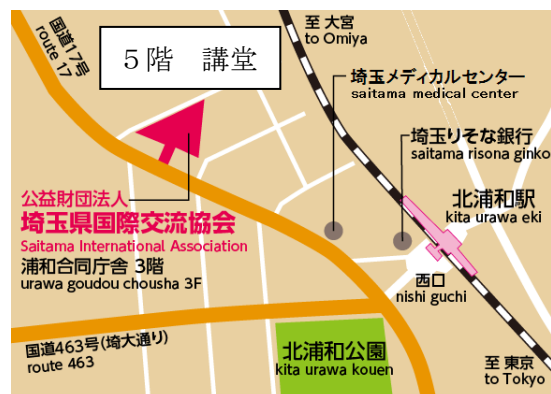 国道17号
route 17
5階　講堂
至 大宮
to Omiya
埼玉メディカルセンター
saitama medical center
埼玉りそな銀行
saitama risona ginko
北浦和駅
kita urawa eki
公益財団法人
埼玉県国際交流協会
Saitama International Association
浦和合同庁舎 3階
urawa goudou chousha 3F
西口
nishi guchi
国道463号(埼大通り)
route 463
北浦和公園
kita urawa kouen
至 東京
to Tokyo